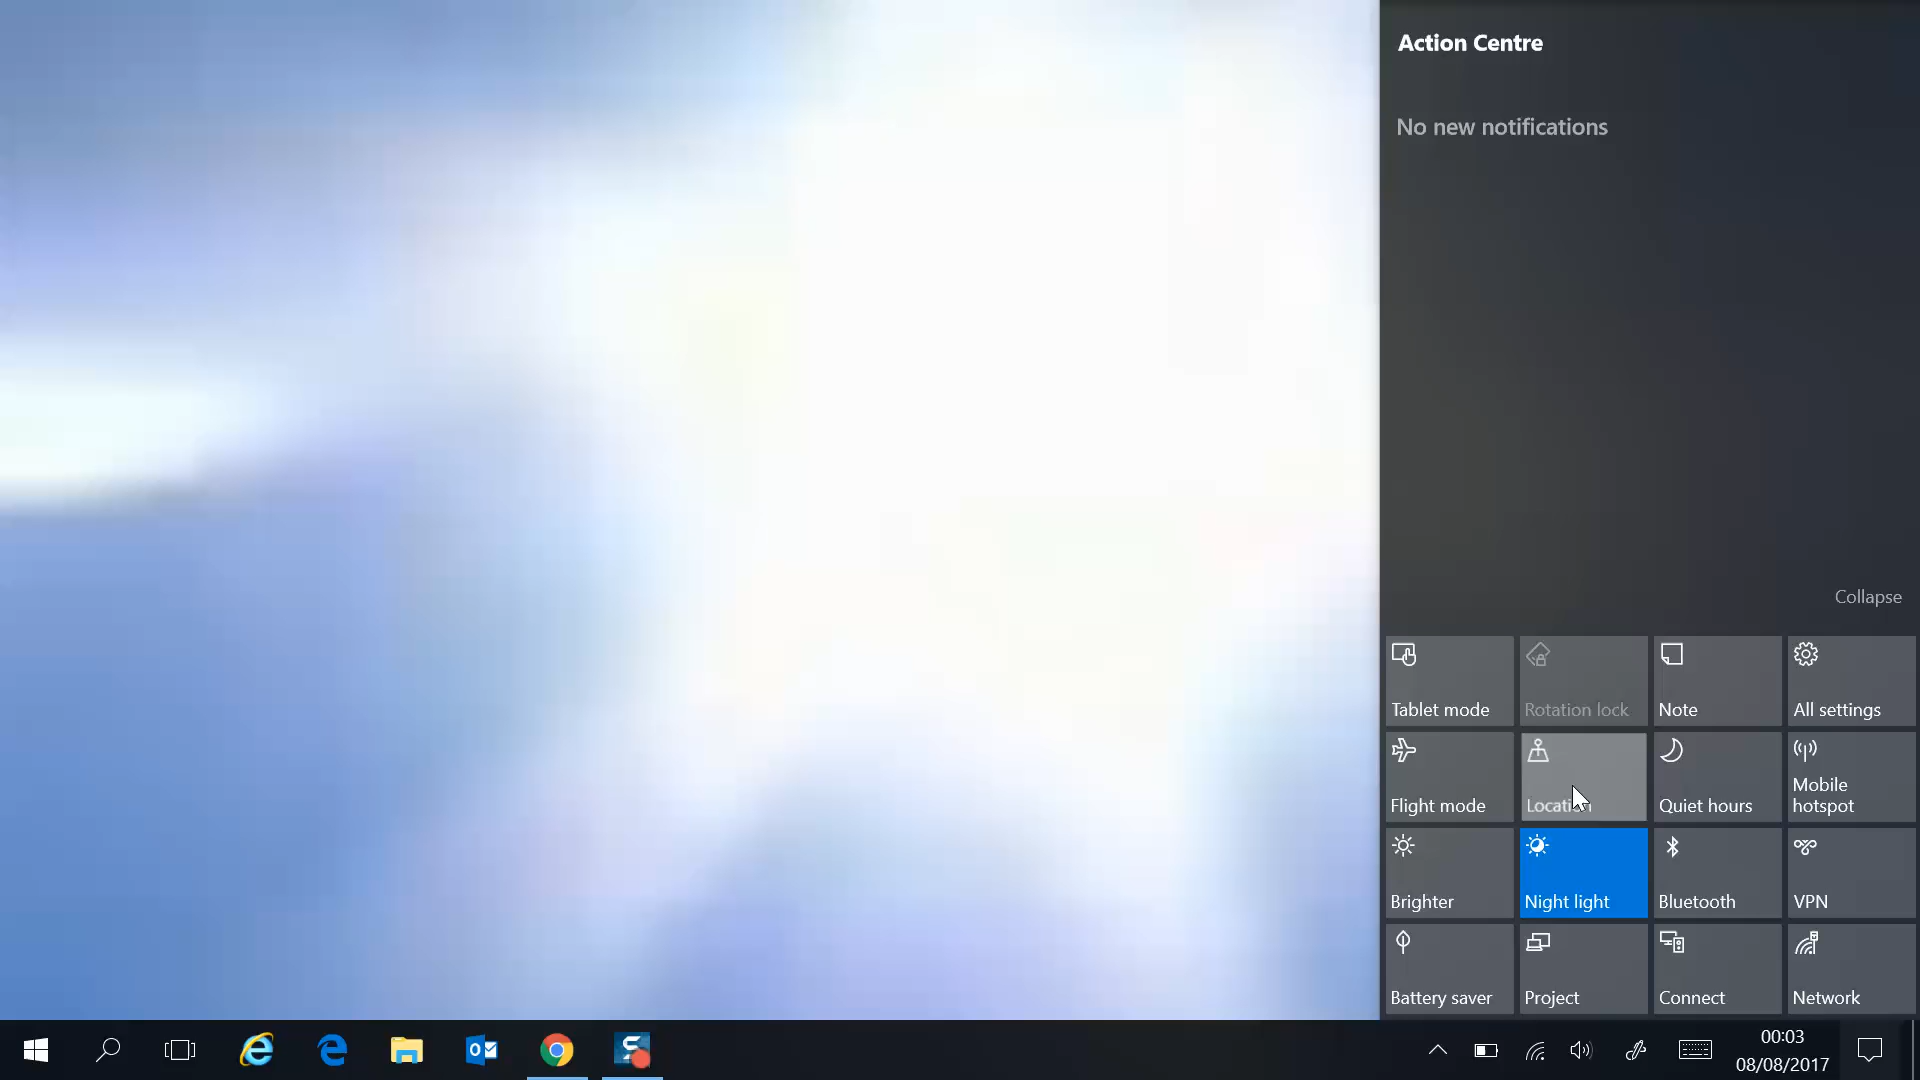 Action Centre
No new notifications
Collapse
Tablet mode
Rotation lock
Note
All settings
Flight mode
Quiet hours
Mobile
hotspot
Brighter
Night light
Bluetooth
VPN
Battery saver
Project
Connect
Network
00:03
08/08/2017